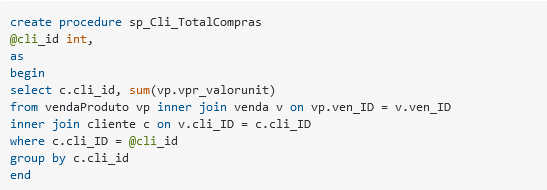 create procedure sp_Cli_TotalCompras
@cli_id int,
as
begin
select c.cli_id, sum(vp.vpr_valorunit)
from vendaProduto vp inner join venda v on vp.ven_ID = v.ven_ID
inner join cliente c on v.cli_ID = c.cli_ID
where c.cli_ID = @cli_id
group by c.cli_id
end